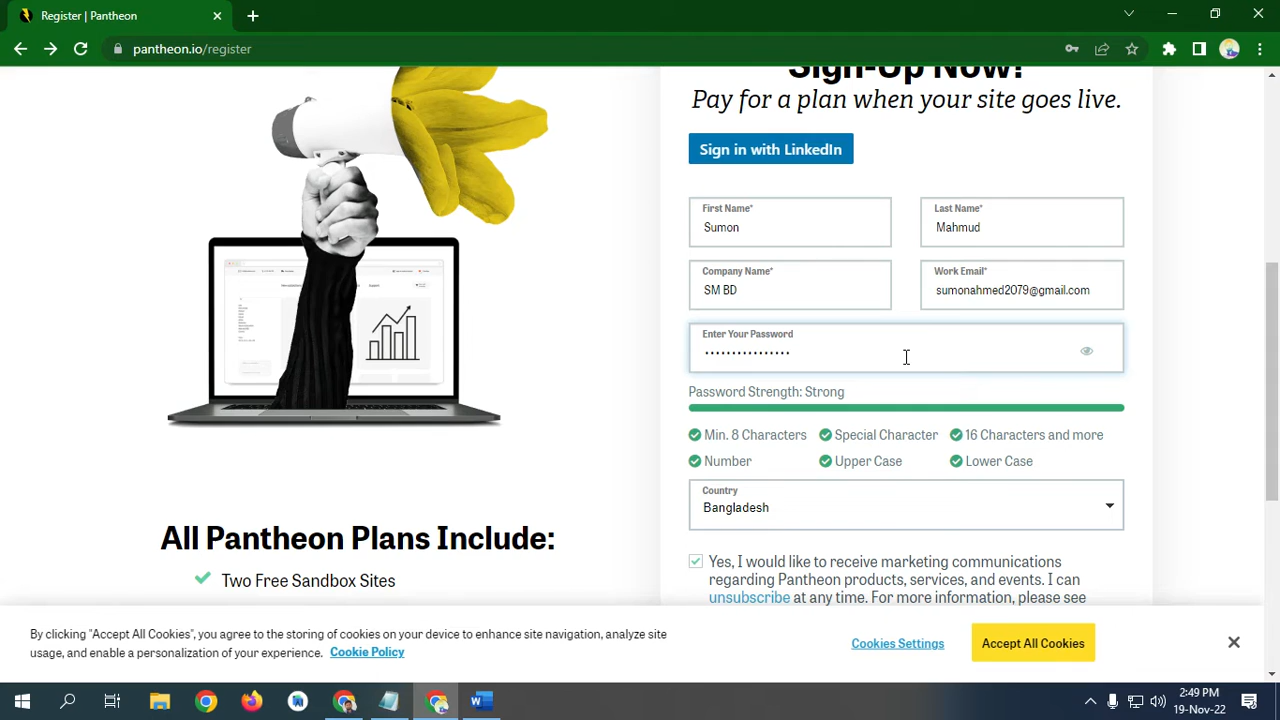 Register | Pantheon
pantheon.io/register
Sign-Up Now!
Pay for a plan when your site goes live.
Sign in with LinkedIn
First Name*
Sumon
Last Name*
Mahmud
Company Name*
SM BD
Work Email*
sumonahmed2079@gmail.com
Enter Your Password
Password Strength: Strong
Min. 8 Characters Special Character 16 Characters and more
Number Upper Case Lower Case
Country
Bangladesh
Yes, I would like to receive marketing communications
regarding Pantheon products, services, and events. I can
unsubscribe at any time. For more information, please see
All Pantheon Plans Include:
Two Free Sandbox Sites
By clicking "Accept All Cookies", you agree to the storing of cookies on your device to enhance site navigation, analyze site
usage, and enable a personalization of your experience. Cookie Policy
Cookies Settings
Accept All Cookies
2:49 PM
19-Nov-22